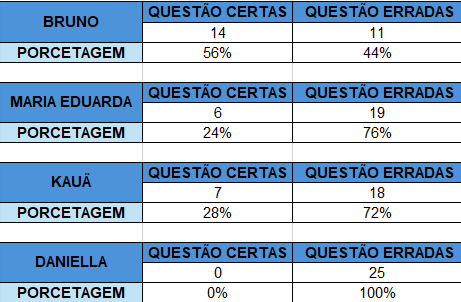 BRUNO QUESTÃO CERTAS QUESTÃO ERRADAS
14 11
PORCETAGEM 56% 44%
MARIA EDUARDA QUESTÃO CERTAS QUESTÃO ERRADAS
6 19
PORCETAGEM 24% 76%
KAUÃ QUESTÃO CERTAS QUESTÃO ERRADAS
7 18
PORCETAGEM 28% 72%
DANIELLA QUESTÃO CERTAS QUESTÃO ERRADAS
0 25
PORCETAGEM 0% 100%